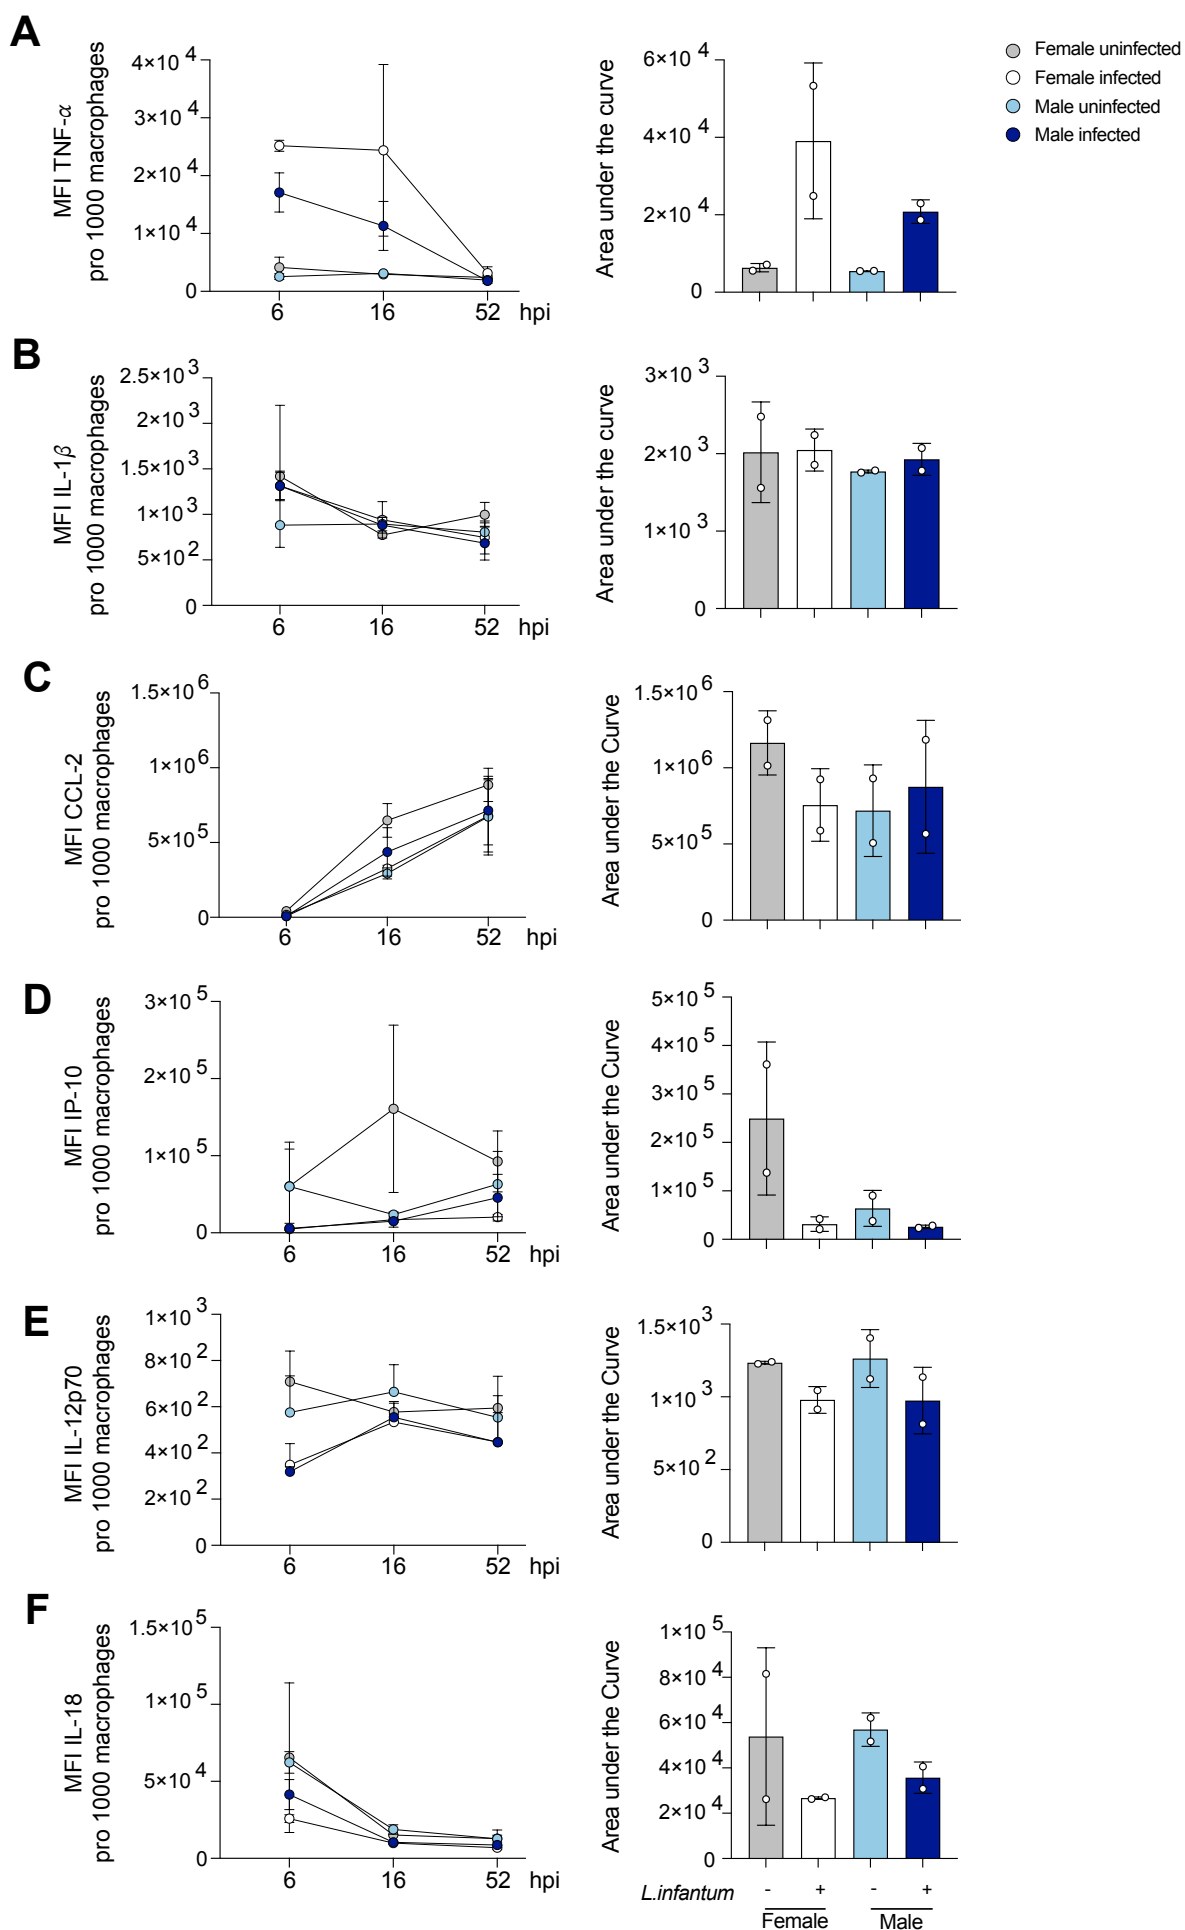 A
MFI TNF-α
pro 1000 macrophages
4×10 4
3×10 4
2×10 4
1×10 4
0
6 16 52 hpi
Area under the curve
6×10 4
4×10 4
2×10 4
0
Female uninfected
Female infected
Male uninfected
Male infected
B
MFI IL-1β
pro 1000 macrophages
2.5×10 3
2×10 3
1.5×10 3
1×10 3
5×10 2
0
6 16 52 hpi
Area under the curve
3×10 3
2×10 3
1×10 3
0
C
MFI CCL-2
pro 1000 macrophages
1.5×10 6
1×10 6
5×10 5
0
6 16 52 hpi
Area under the Curve
1.5×10 6
1×10 6
5×10 5
0
D
MFI IP-10
pro 1000 macrophages
3×10 5
2×10 5
1×10 5
0
6 16 52 hpi
Area under the Curve
5×10 5
4×10 5
3×10 5
2×10 5
1×10 5
0
E
MFI IL-12p70
pro 1000 macrophages
1×10 3
8×10 2
6×10 2
4×10 2
2×10 2
0
6 16 52 hpi
Area under the Curve
1.5×10 3
1×10 3
5×10 2
0
F
MFI IL-18
pro 1000 macrophages
1.5×10 5
1×10 5
5×10 4
0
6 16 52 hpi
Area under the Curve
1×10 5
8×10 4
6×10 4
4×10 4
2×10 4
0
L.infantum - + - +
Female Male